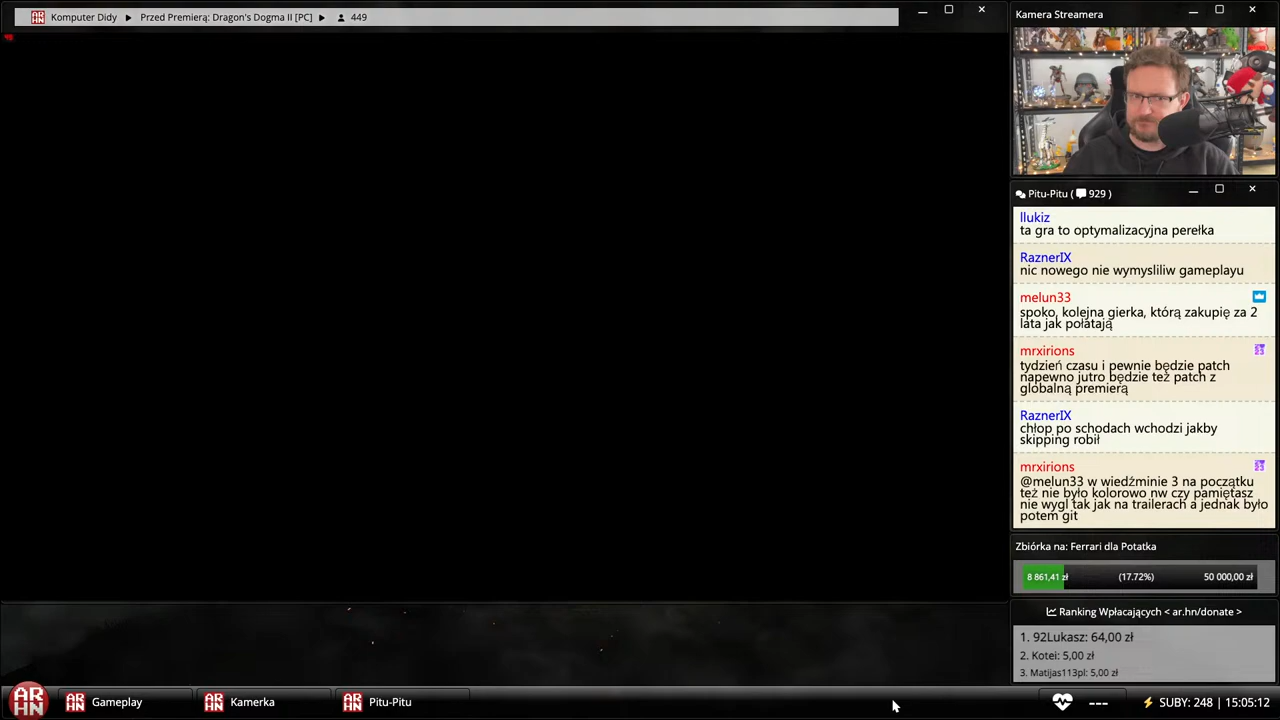 Komputer Didy ▶ Przed Premierą: Dragon's Dogma II [PC] ▶ 449
Kamera Streamera
Pitu-Pitu ( 929 )
llukiz
ta gra to optymalizacyjna perełka
RaznerIX
nic nowego nie wymysliliw gameplayu
melun33
spoko, kolejna gierka, którą zakupię za 2
lata jak połatają
mrxirions
tydzień czasu i pewnie będzie patch
napewno jutro będzie też patch z
globalną premierą
RaznerIX
chłop po schodach wchodzi jakby
skipping robił
mrxirions
@melun33 w wiedźminie 3 na początku
też nie było kolorowo nw czy pamiętasz
nie wygl tak jak na trailerach a jednak było
potem git
Zbiórka na: Ferrari dla Potatka
8 861,41 zł (17.72%) 50 000,00 zł
Ranking Wpłacających < ar.hn/donate >
1. 92Lukasz: 64,00 zł
2. Kotei: 5,00 zł
3. Matijas113pl: 5,00 zł
ARHN Gameplay ARHN Kamerka ARHN Pitu-Pitu --- SUBY: 248 | 15:05:12